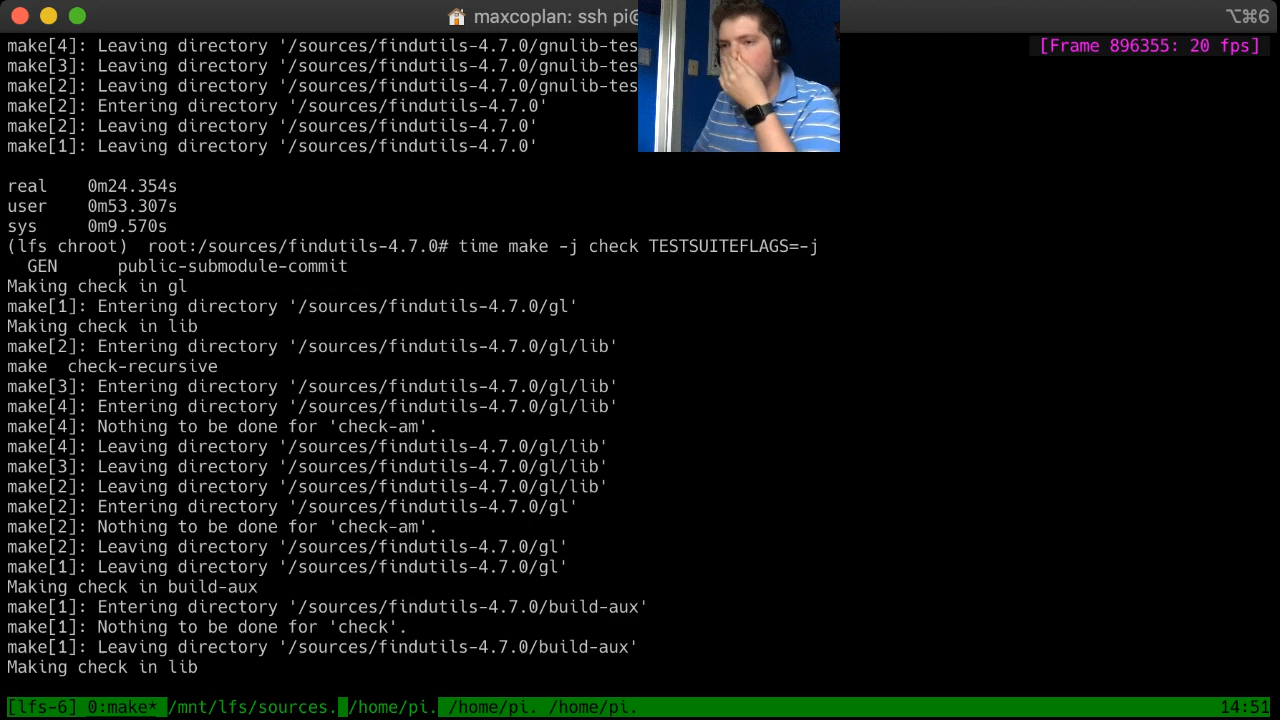 maxcoplan: ssh pi@
⌥⌘6
make[4]: Leaving directory '/sources/findutils-4.7.0/gnulib-tes
[Frame 896355: 20 fps]
make[3]: Leaving directory '/sources/findutils-4.7.0/gnulib-tes
make[2]: Leaving directory '/sources/findutils-4.7.0/gnulib-tes
make[2]: Entering directory '/sources/findutils-4.7.0'
make[2]: Leaving directory '/sources/findutils-4.7.0'
make[1]: Leaving directory '/sources/findutils-4.7.0'
real    0m24.354s
user    0m53.307s
sys     0m9.570s
(lfs chroot)  root:/sources/findutils-4.7.0# time make -j check TESTSUITEFLAGS=-j
  GEN      public-submodule-commit
Making check in gl
make[1]: Entering directory '/sources/findutils-4.7.0/gl'
Making check in lib
make[2]: Entering directory '/sources/findutils-4.7.0/gl/lib'
make  check-recursive
make[3]: Entering directory '/sources/findutils-4.7.0/gl/lib'
make[4]: Entering directory '/sources/findutils-4.7.0/gl/lib'
make[4]: Nothing to be done for 'check-am'.
make[4]: Leaving directory '/sources/findutils-4.7.0/gl/lib'
make[3]: Leaving directory '/sources/findutils-4.7.0/gl/lib'
make[2]: Leaving directory '/sources/findutils-4.7.0/gl/lib'
make[2]: Entering directory '/sources/findutils-4.7.0/gl'
make[2]: Nothing to be done for 'check-am'.
make[2]: Leaving directory '/sources/findutils-4.7.0/gl'
make[1]: Leaving directory '/sources/findutils-4.7.0/gl'
Making check in build-aux
make[1]: Entering directory '/sources/findutils-4.7.0/build-aux'
make[1]: Nothing to be done for 'check'.
make[1]: Leaving directory '/sources/findutils-4.7.0/build-aux'
Making check in lib
[lfs-6] 0:make* /mnt/lfs/sources. /home/pi. /home/pi. /home/pi. 14:51